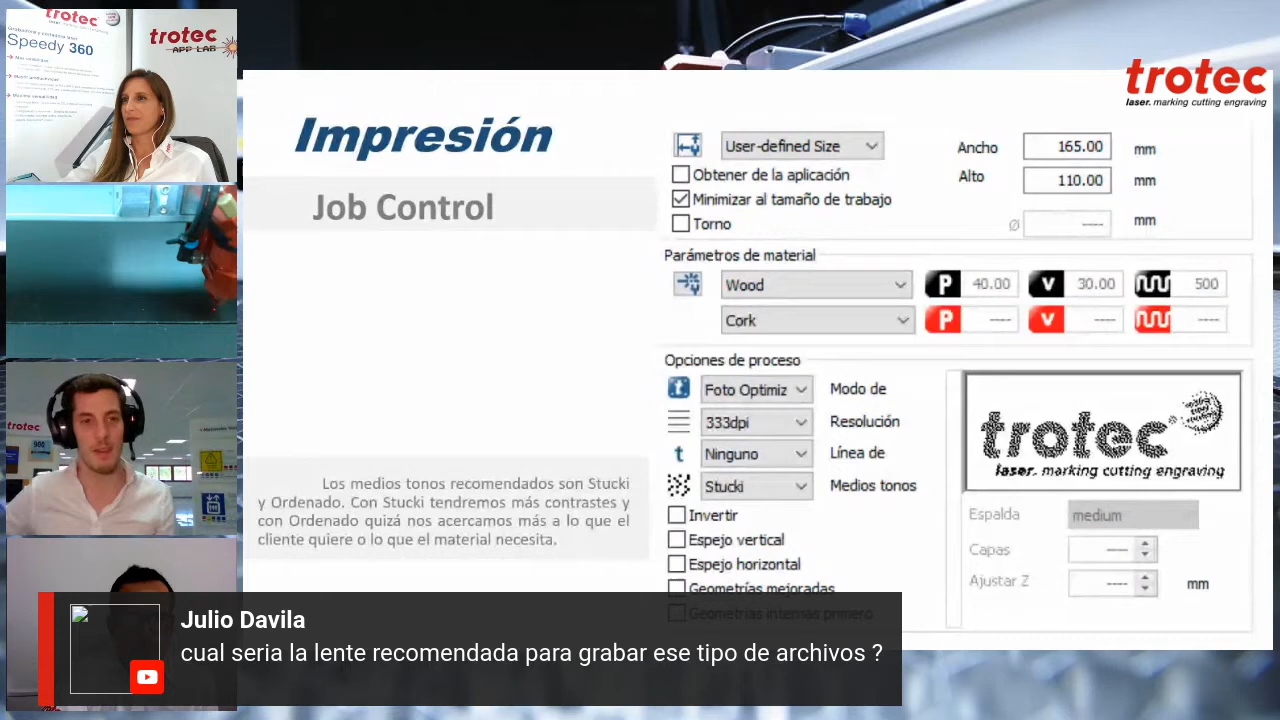 trotec
Speedy 360
trotec
APP LAB
trotec
laser. marking cutting engraving
Impresión
Job Control
Los medios tonos recomendados son Stucki
y Ordenado. Con Stucki tendremos más contrastes y
con Ordenado quizá nos acercamos más a lo que el
cliente quiere o lo que el material necesita.
User-defined Size
Ancho 165.00 mm
Obtener de la aplicación
Alto 110.00 mm
Minimizar al tamaño de trabajo
Torno
Ø ---- mm
Parámetros de material
Wood P 40.00 V 30.00 500
Cork P ---- V ---- ----
Opciones de proceso
Foto Optimiz Modo de
333dpi Resolución
t Ninguno Línea de
Stucki Medios tonos
Invertir
Espejo vertical
Espejo horizontal
Geometrías mejoradas
Geometrías internas primero
trotec
laser. marking cutting engraving
Espalda medium
Capas ----
Ajustar Z ---- mm
trotec
900
Julio Davila
cual seria la lente recomendada para grabar ese tipo de archivos ?